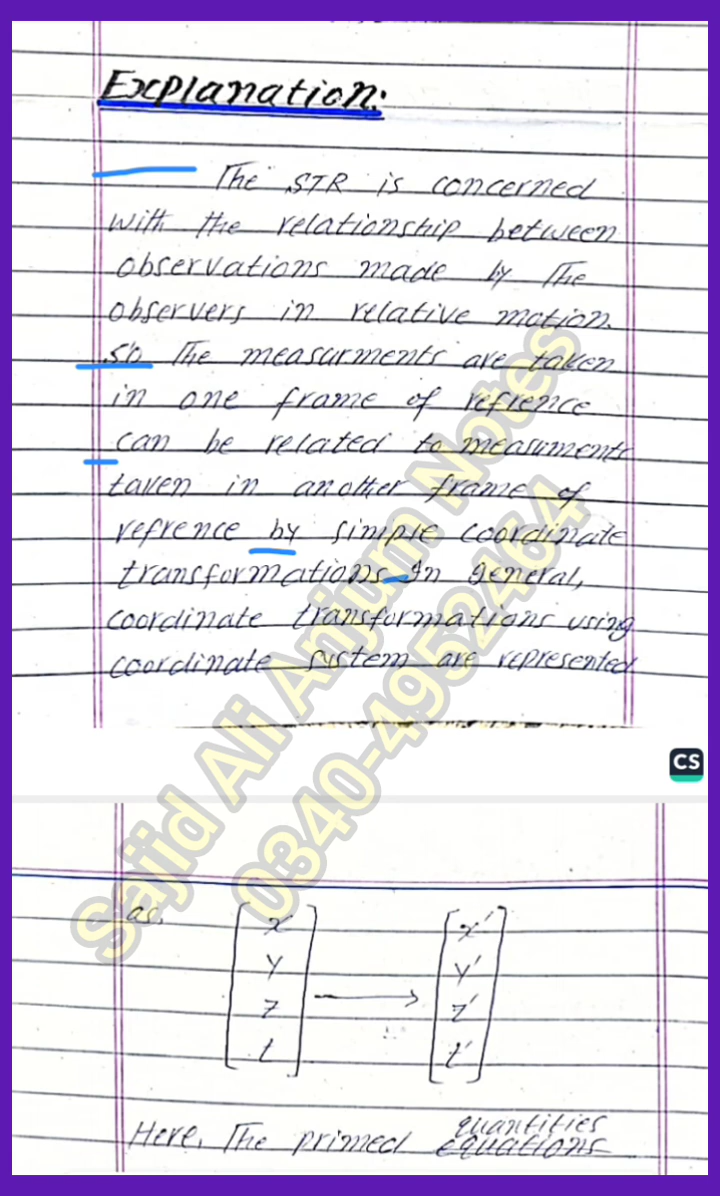 Explanation:
The STR is concerned
with the relationship between
observations made by The
observers in relative motion.
So The measurments are taken
in one frame of refrence
can be related to measuments
taken in another frame of
refrence by simple coordinate
transformations. In general,
coordinate transformations using
coordinate system are represented
CS
as,
x x'
y → y'
z z'
t t'
quantities
Here, The primed equations
Sajid Ali Anjum Notes
0340-4952464